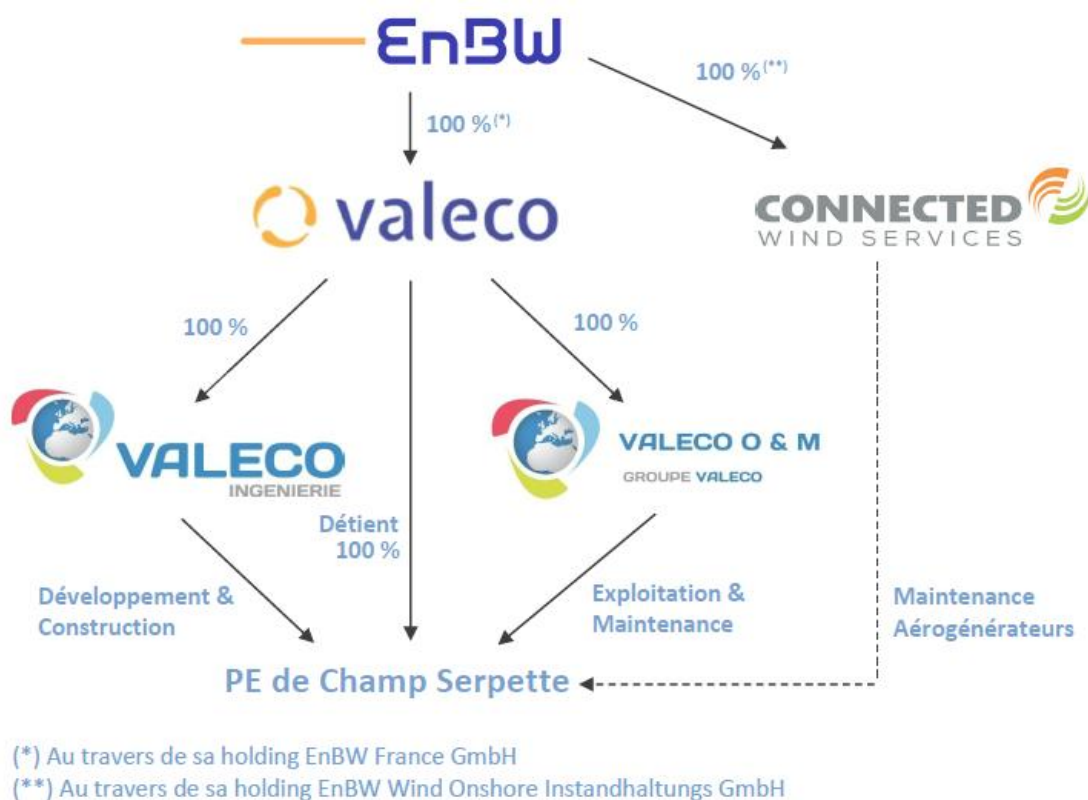 EnBW
100 %(**)
100 %(*)
valeco
CONNECTED
WIND SERVICES
100 %
100 %
VALECO
INGENIERIE
VALECO O & M
GROUPE VALECO
Détient
100 %
Développement &
Construction
Exploitation &
Maintenance
Maintenance
Aérogénérateurs
PE de Champ Serpette
(*) Au travers de sa holding EnBW France GmbH
(**) Au travers de sa holding EnBW Wind Onshore Instandhaltungs GmbH